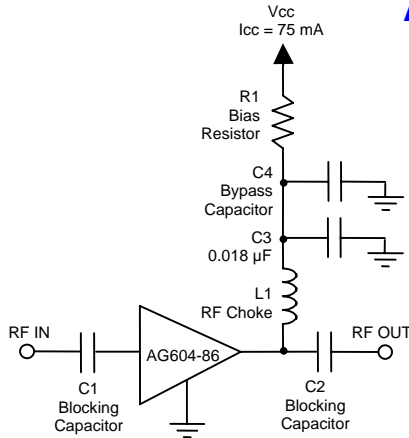 Vcc
Icc = 75 mA
R1
Bias
Resistor
C4
Bypass
Capacitor
C3
0.018 µF
L1
RF Choke
RF IN
AG604-86
RF OUT
C1
Blocking
Capacitor
C2
Blocking
Capacitor